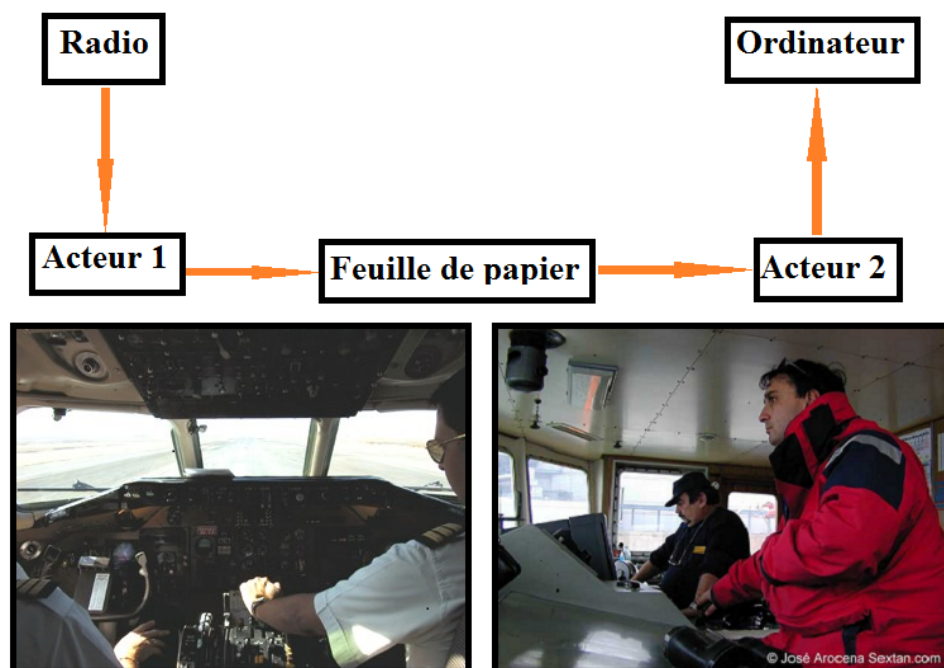 Radio
Ordinateur
Acteur 1
Feuille de papier
Acteur 2
© José Arocena Sextan.com